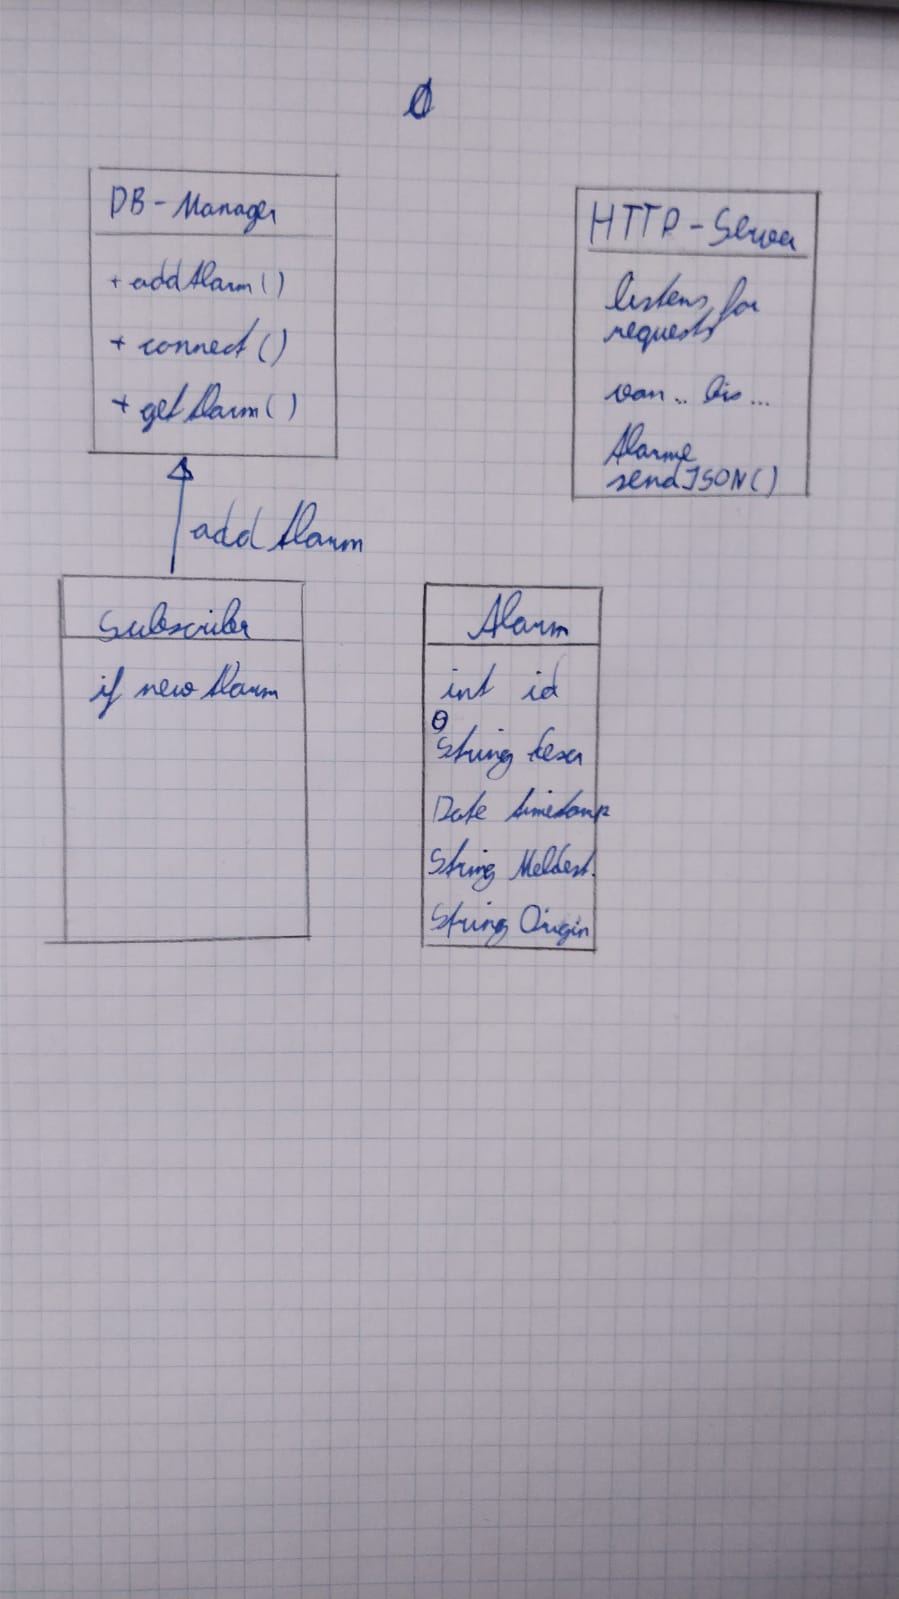 DB-Manager
+ addAlarm()
+ connect()
+ getAlarm()
HTTP-Server
listens for
requests
von .. bis ...
Alarme
sendJSON()
add Alarm
Subscriber
if new Alarm
Alarm
int id
String
Date timestamp
String Meldest.
String Origin